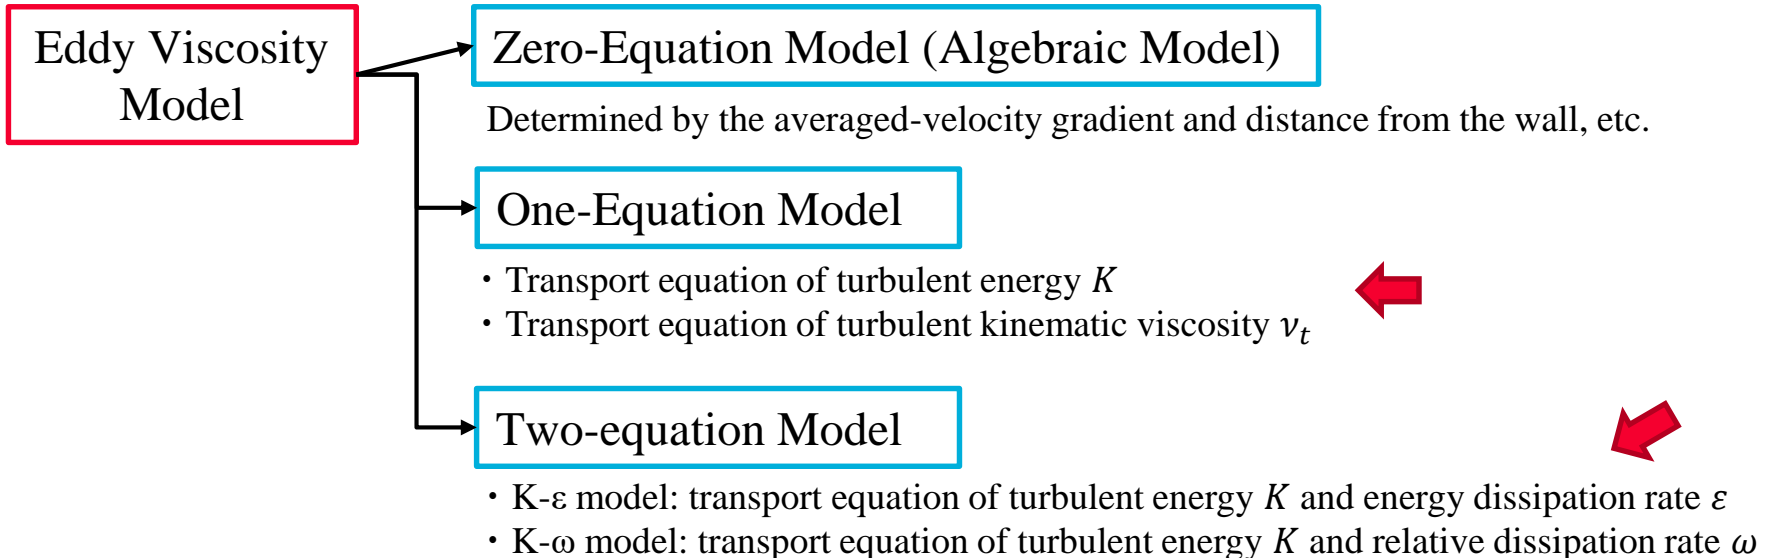 Eddy Viscosity
Model
Zero-Equation Model (Algebraic Model)
Determined by the averaged-velocity gradient and distance from the wall, etc.
One-Equation Model
・Transport equation of turbulent energy K
・Transport equation of turbulent kinematic viscosity νₜ
Two-equation Model
・K-ε model: transport equation of turbulent energy K and energy dissipation rate ε
・K-ω model: transport equation of turbulent energy K and relative dissipation rate ω